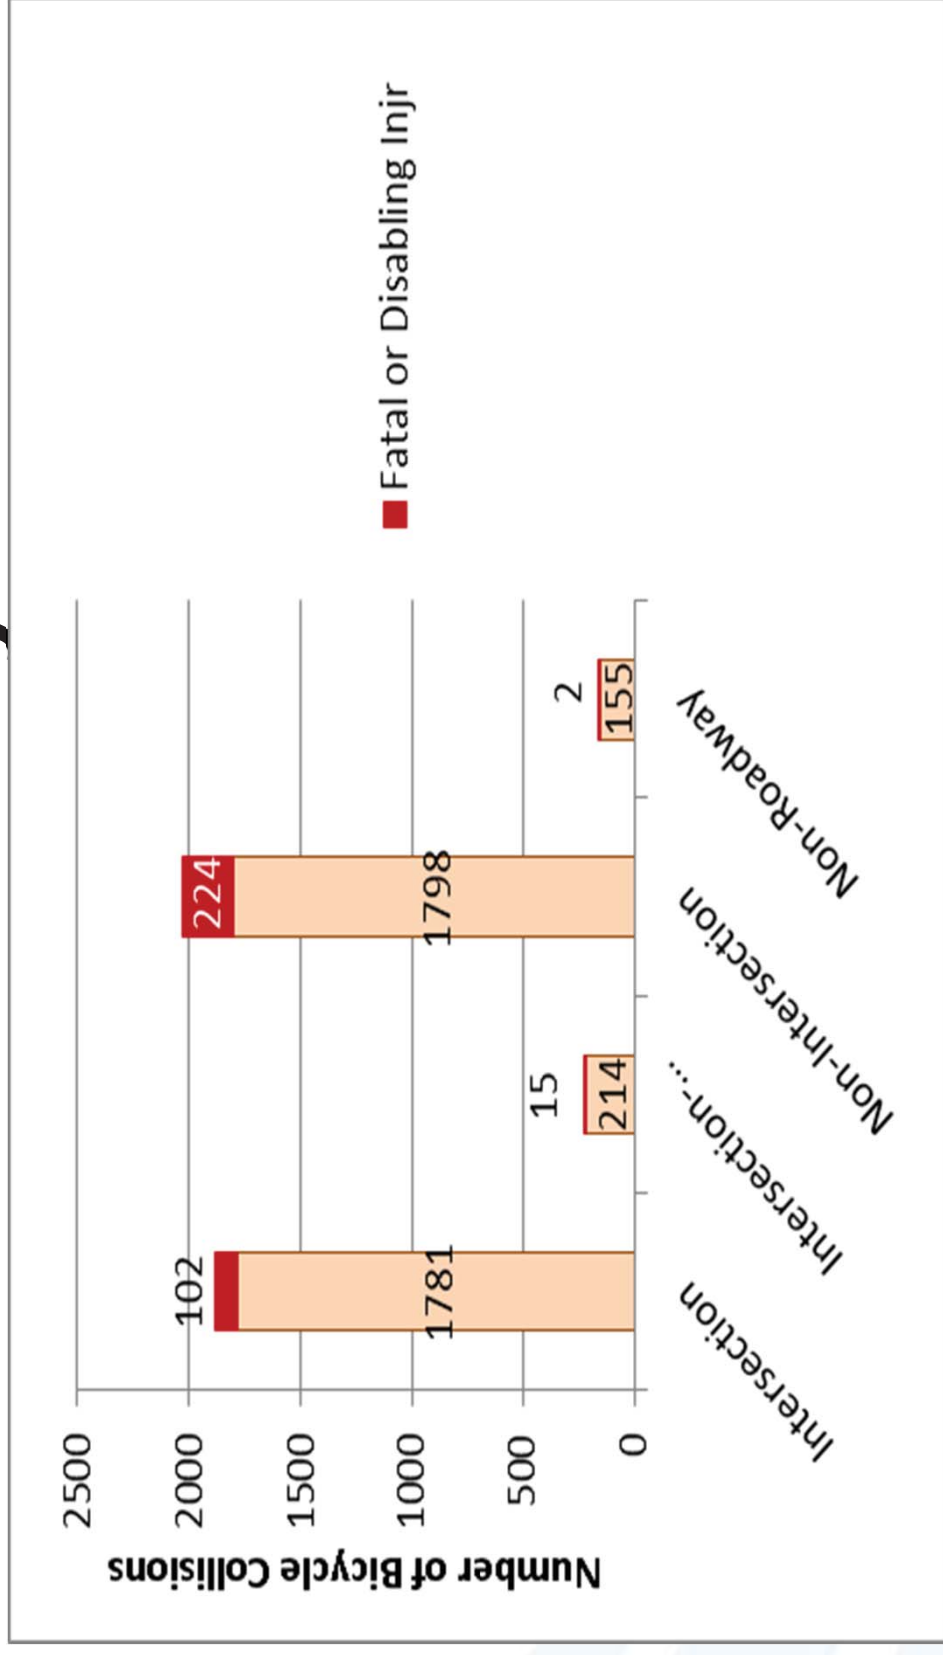 Number of Bicycle Collisions
2500
2000
1500
1000
500
0
102
1781
15
214
224
1798
2
155
Intersection
Intersection-...
Non-Intersection
Non-Roadway
Fatal or Disabling Injr